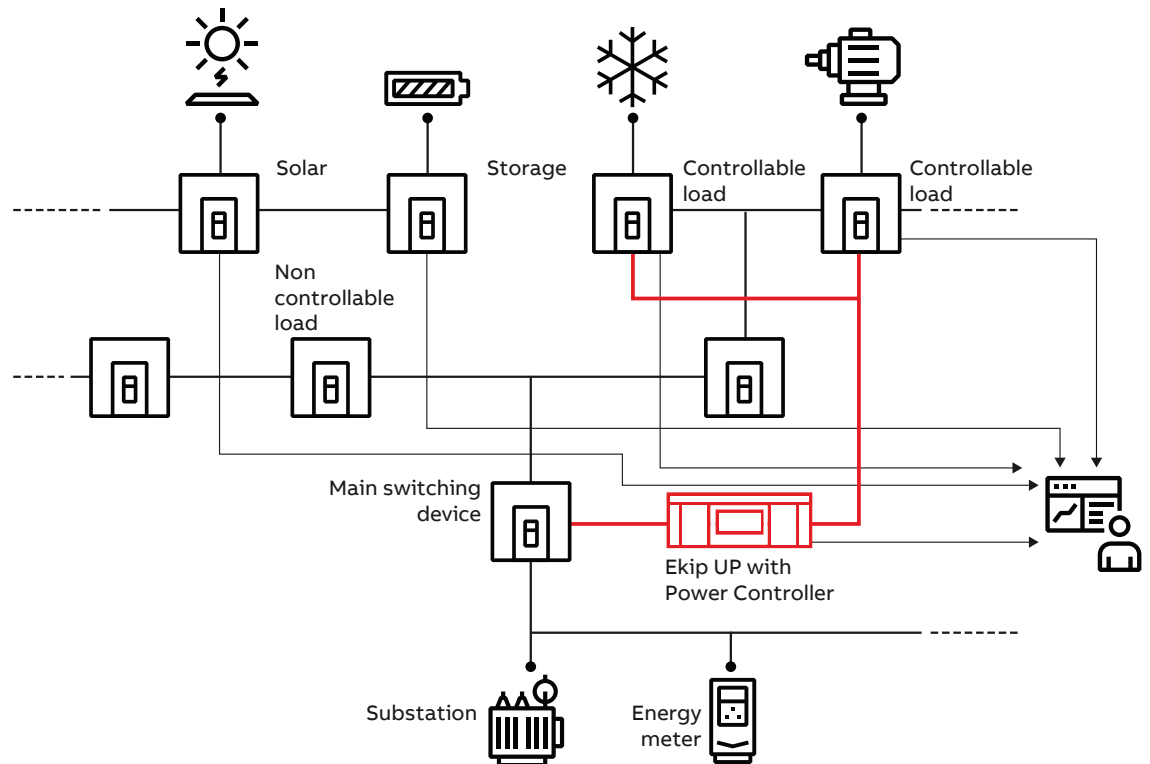 Solar
Storage
Controllable
load
Controllable
load
Non
controllable
load
Main switching
device
Ekip UP with
Power Controller
Substation
Energy
meter